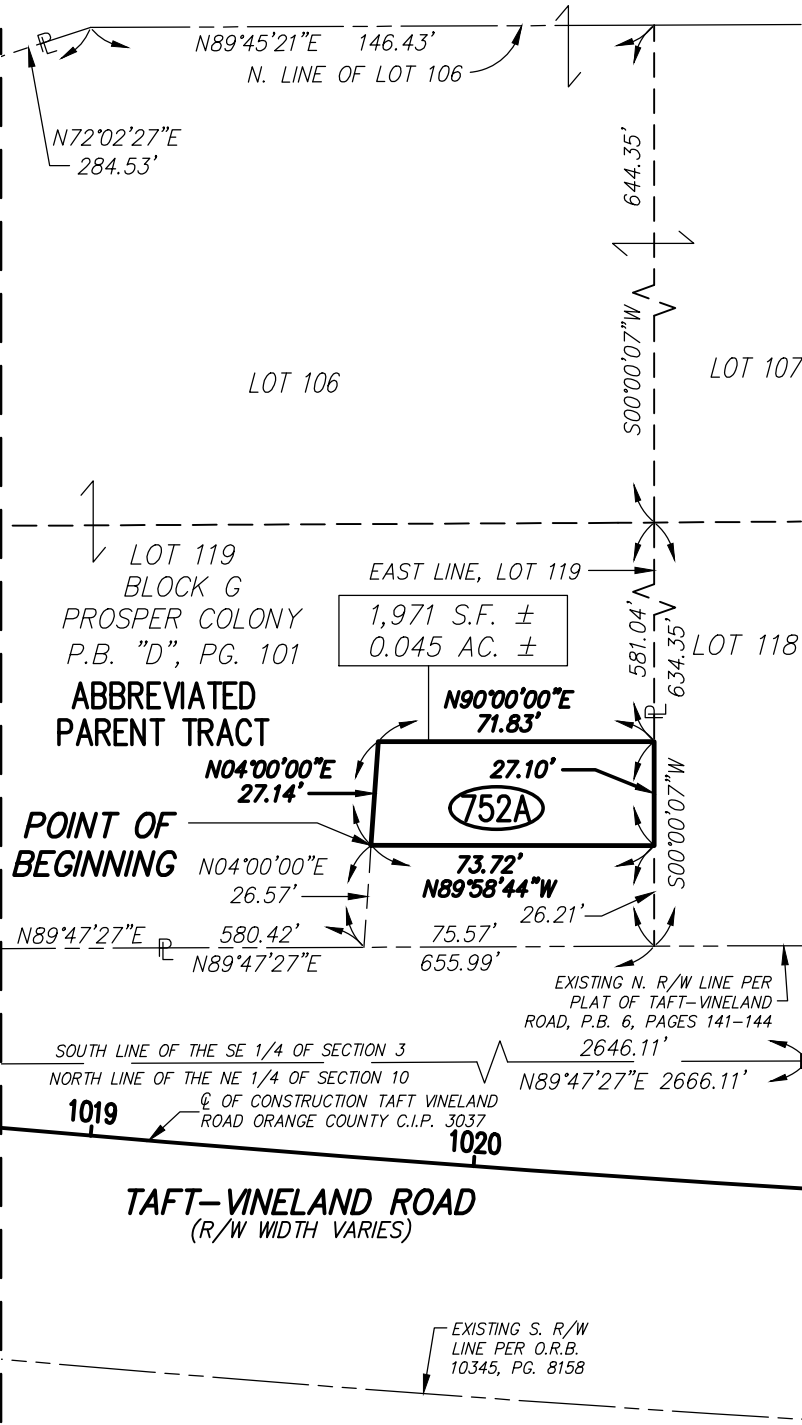 N89°45'21"E 146.43'
N. LINE OF LOT 106
N72°02'27"E
284.53'
644.35'
S00°00'07"W
LOT 106
LOT 107
LOT 119
BLOCK G
PROSPER COLONY
P.B. "D", PG. 101
EAST LINE, LOT 119
1,971 S.F. ±
0.045 AC. ±
581.04'
634.35'
LOT 118
ABBREVIATED
PARENT TRACT
N90°00'00"E
71.83'
N04°00'00"E
27.14'
27.10'
752A
S00°00'07"W
POINT OF
BEGINNING
N04°00'00"E
26.57'
73.72'
N89°58'44"W
26.21'
N89°47'27"E 580.42' 75.57'
N89°47'27"E 655.99'
EXISTING N. R/W LINE PER
PLAT OF TAFT-VINELAND
ROAD, P.B. 6, PAGES 141-144
SOUTH LINE OF THE SE 1/4 OF SECTION 3
2646.11'
NORTH LINE OF THE NE 1/4 OF SECTION 10
N89°47'27"E 2666.11'
℄ OF CONSTRUCTION TAFT VINELAND
ROAD ORANGE COUNTY C.I.P. 3037
1019
1020
TAFT-VINELAND ROAD
(R/W WIDTH VARIES)
EXISTING S. R/W
LINE PER O.R.B.
10345, PG. 8158